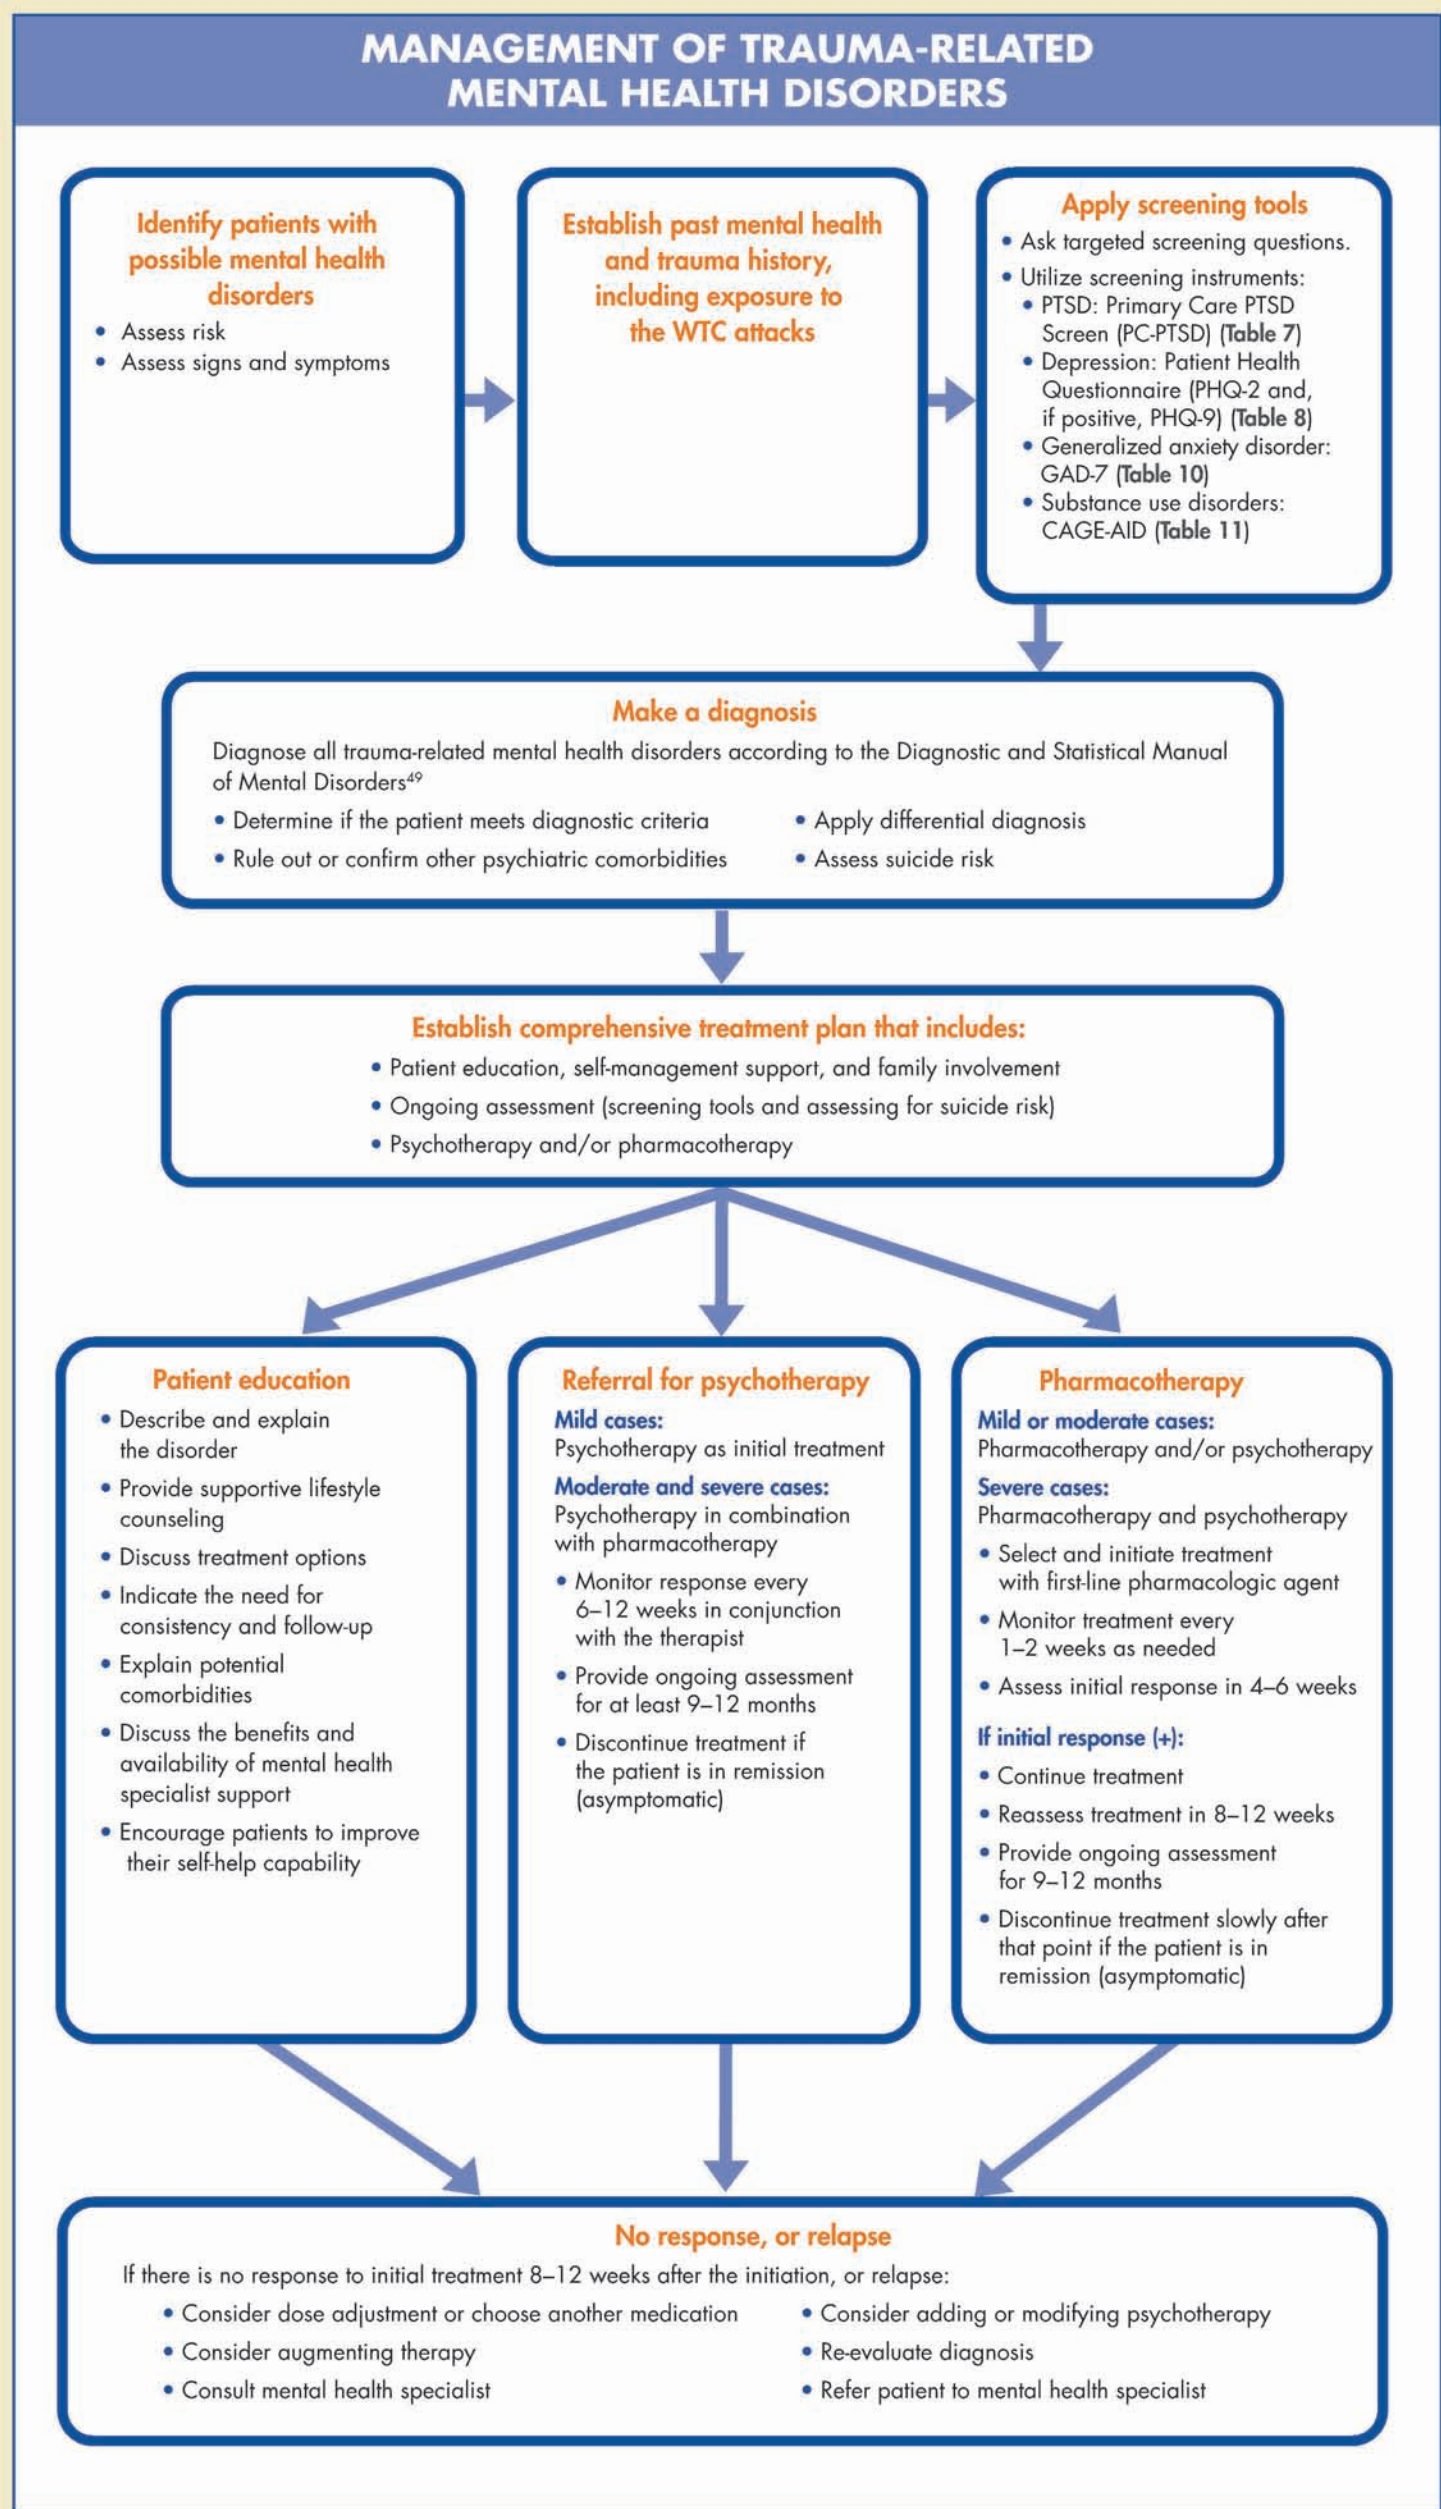 MANAGEMENT OF TRAUMA-RELATED
MENTAL HEALTH DISORDERS
Identify patients with
possible mental health
disorders
• Assess risk
• Assess signs and symptoms
Establish past mental health
and trauma history,
including exposure to
the WTC attacks
Apply screening tools
• Ask targeted screening questions.
• Utilize screening instruments:
• PTSD: Primary Care PTSD
Screen (PC-PTSD) (Table 7)
• Depression: Patient Health
Questionnaire (PHQ-2 and,
if positive, PHQ-9) (Table 8)
• Generalized anxiety disorder:
GAD-7 (Table 10)
• Substance use disorders:
CAGE-AID (Table 11)
Make a diagnosis
Diagnose all trauma-related mental health disorders according to the Diagnostic and Statistical Manual
of Mental Disorders⁴⁹
• Determine if the patient meets diagnostic criteria
• Rule out or confirm other psychiatric comorbidities
• Apply differential diagnosis
• Assess suicide risk
Establish comprehensive treatment plan that includes:
• Patient education, self-management support, and family involvement
• Ongoing assessment (screening tools and assessing for suicide risk)
• Psychotherapy and/or pharmacotherapy
Patient education
• Describe and explain
the disorder
• Provide supportive lifestyle
counseling
• Discuss treatment options
• Indicate the need for
consistency and follow-up
• Explain potential
comorbidities
• Discuss the benefits and
availability of mental health
specialist support
• Encourage patients to improve
their self-help capability
Referral for psychotherapy
Mild cases:
Psychotherapy as initial treatment
Moderate and severe cases:
Psychotherapy in combination
with pharmacotherapy
• Monitor response every
6–12 weeks in conjunction
with the therapist
• Provide ongoing assessment
for at least 9–12 months
• Discontinue treatment if
the patient is in remission
(asymptomatic)
Pharmacotherapy
Mild or moderate cases:
Pharmacotherapy and/or psychotherapy
Severe cases:
Pharmacotherapy and psychotherapy
• Select and initiate treatment
with first-line pharmacologic agent
• Monitor treatment every
1–2 weeks as needed
• Assess initial response in 4–6 weeks
If initial response (+):
• Continue treatment
• Reassess treatment in 8–12 weeks
• Provide ongoing assessment
for 9–12 months
• Discontinue treatment slowly after
that point if the patient is in
remission (asymptomatic)
No response, or relapse
If there is no response to initial treatment 8–12 weeks after the initiation, or relapse:
• Consider dose adjustment or choose another medication
• Consider augmenting therapy
• Consult mental health specialist
• Consider adding or modifying psychotherapy
• Re-evaluate diagnosis
• Refer patient to mental health specialist